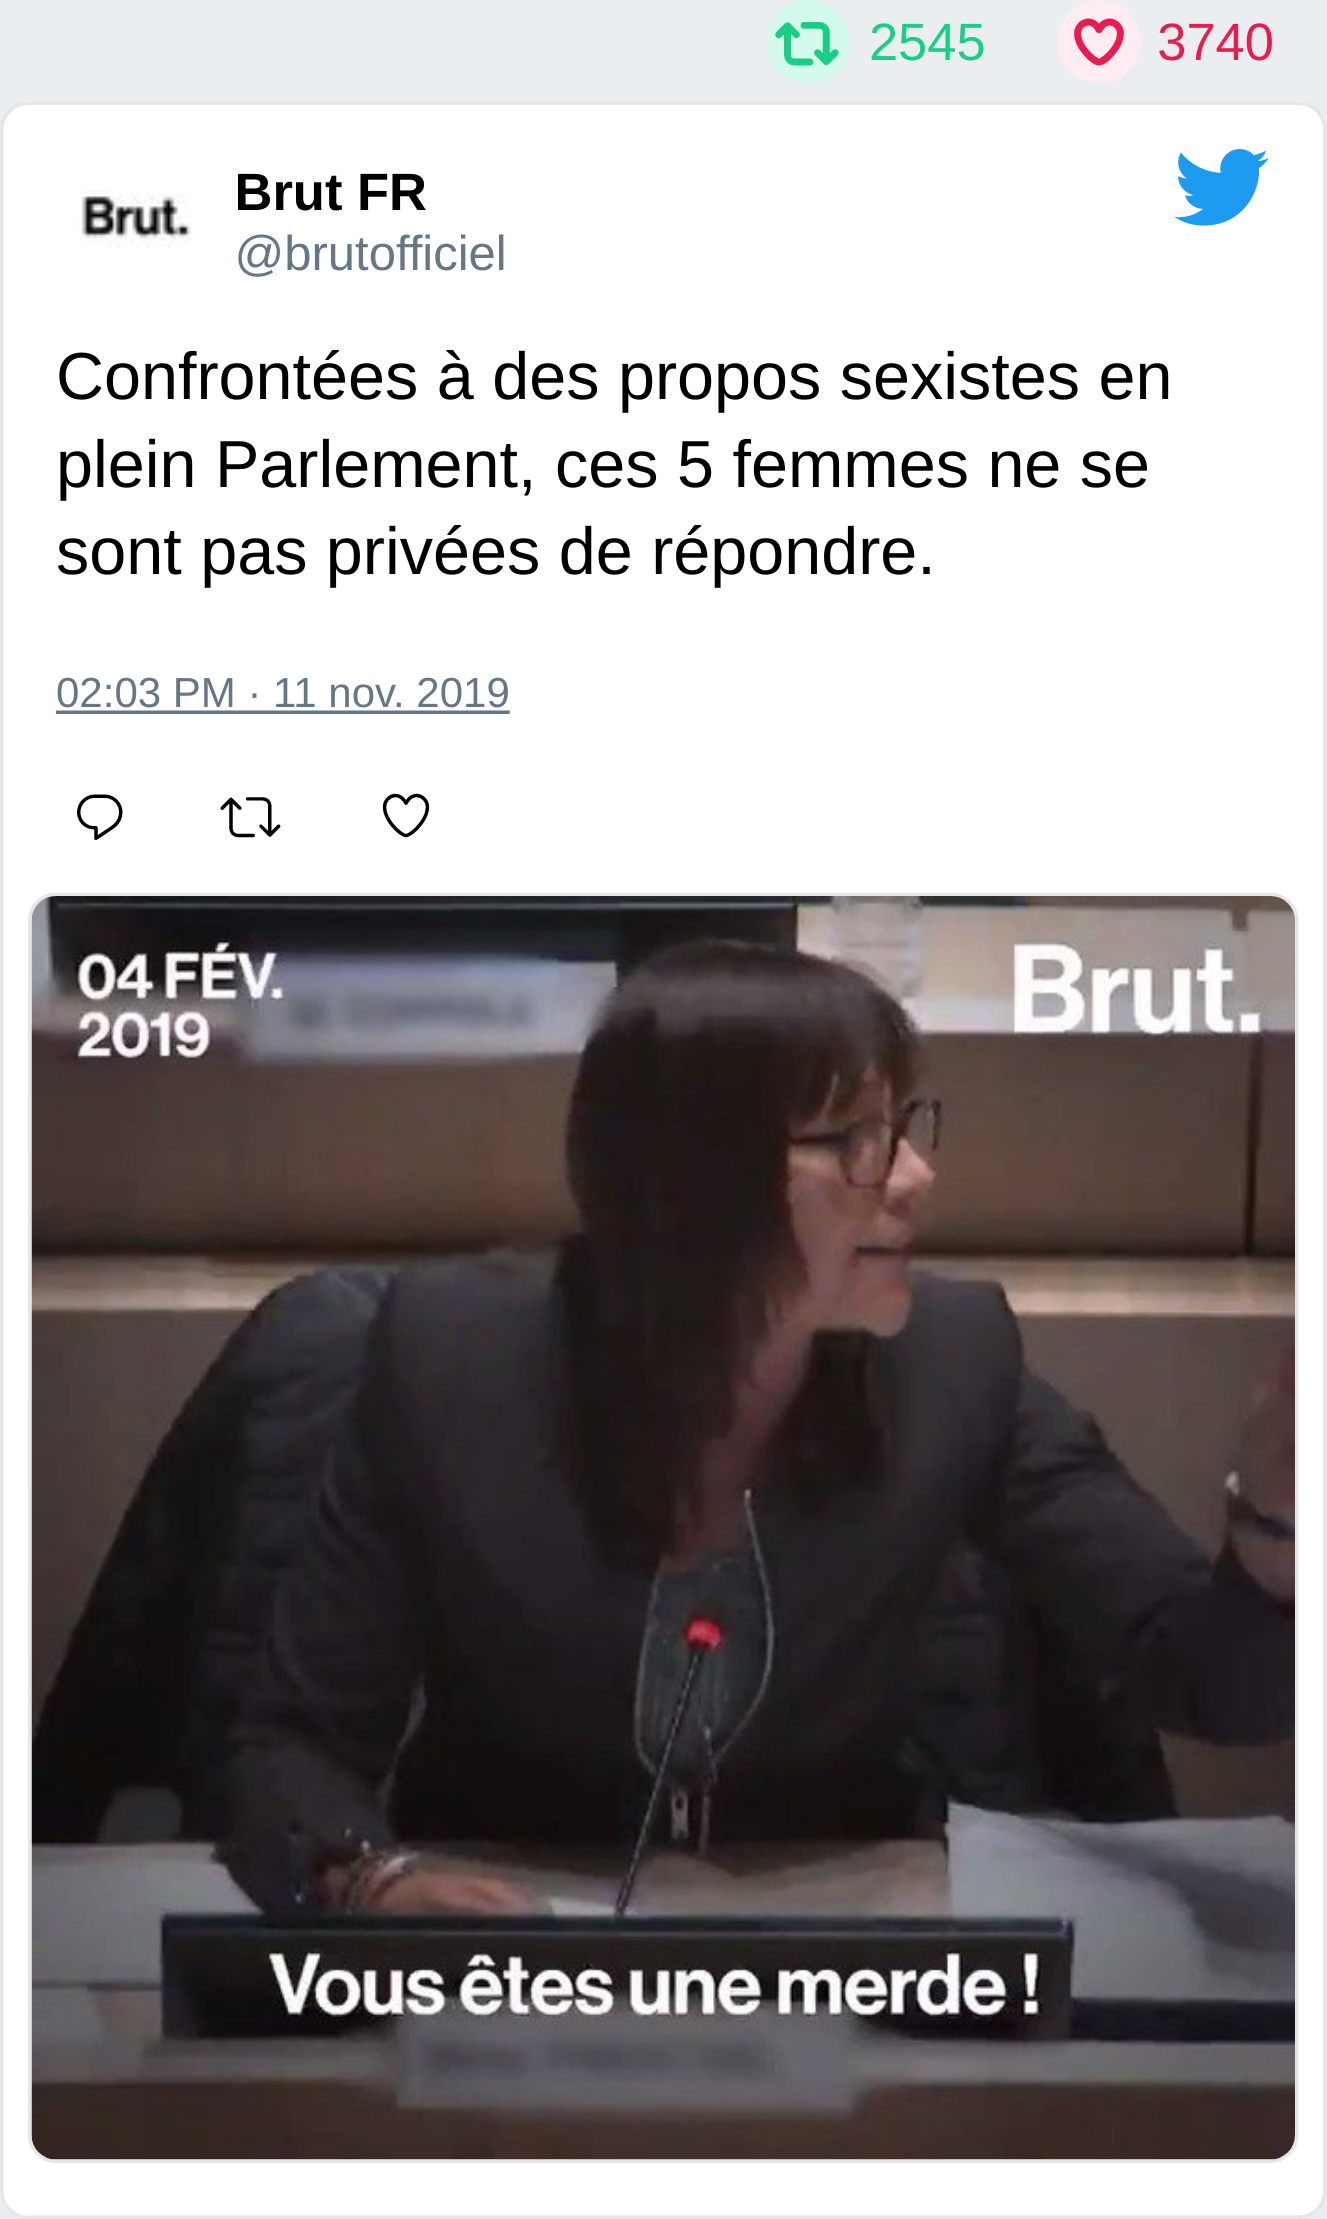 2545 3740
Brut.
Brut FR
@brutofficiel
Confrontées à des propos sexistes en
plein Parlement, ces 5 femmes ne se
sont pas privées de répondre.
02:03 PM · 11 nov. 2019
04 FÉV.
2019
Brut.
Vous êtes une merde !